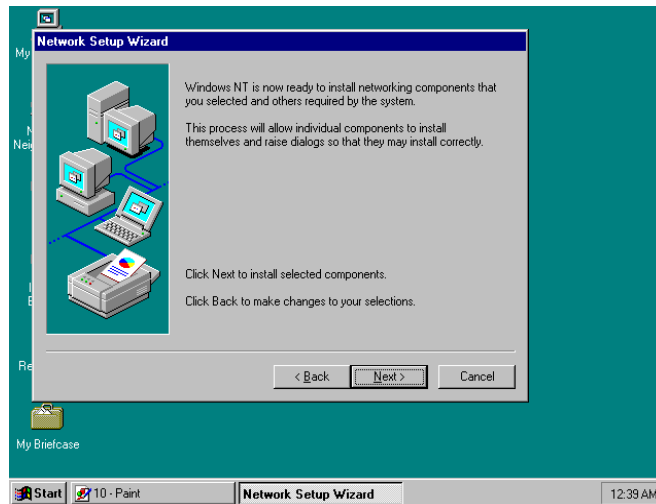 My
Network Setup Wizard
Windows NT is now ready to install networking components that
you selected and others required by the system.
This process will allow individual components to install
themselves and raise dialogs so that they may install correctly.
N
Neig
Click Next to install selected components.
I
E
Click Back to make changes to your selections.
Re
< Back
Next >
Cancel
My Briefcase
Start
10 - Paint
Network Setup Wizard
12:39 AM